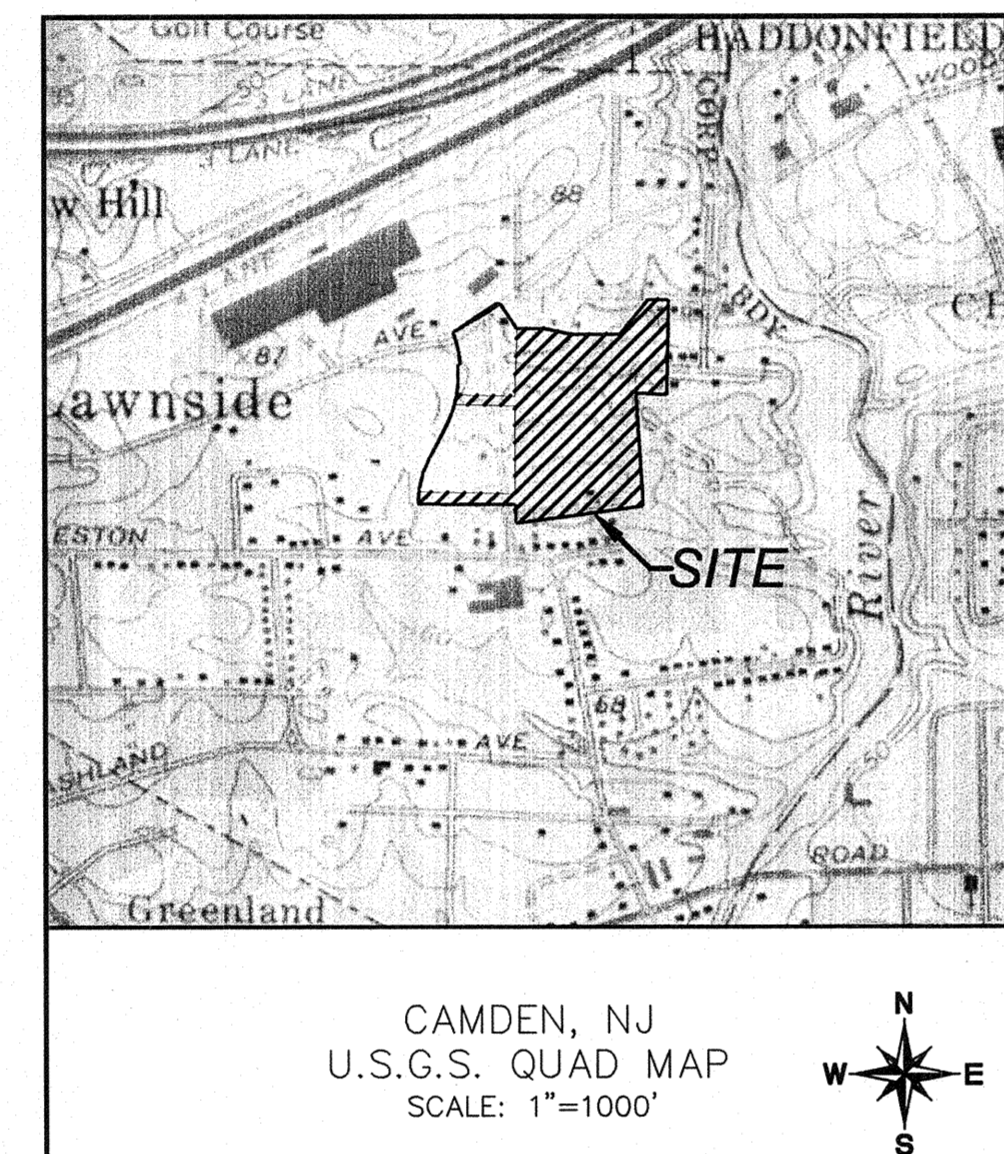 Golf Course
HADDONFIELD
3 LANE
LANE
CORP
88
w Hill
BDY
AVE
87
awnside
ESTON
AVE
SITE
River
68
AVE
ASHLAND
50
ROAD
Greenland
CAMDEN, NJ
U.S.G.S. QUAD MAP
SCALE: 1"=1000'
N
W
E
S